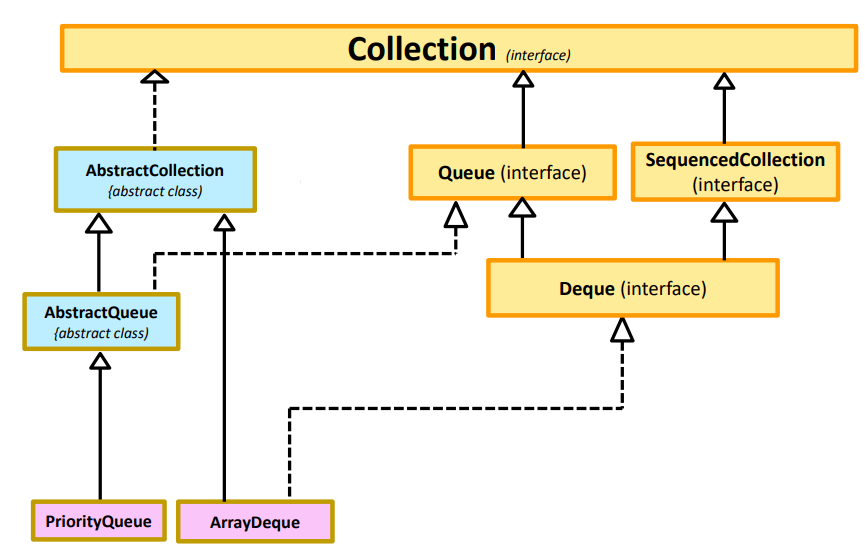 Collection (interface)
AbstractCollection
{abstract class)
Queue (interface)
SequencedCollection
(interface)
Deque (interface)
AbstractQueue
{abstract class)
PriorityQueue
ArrayDeque